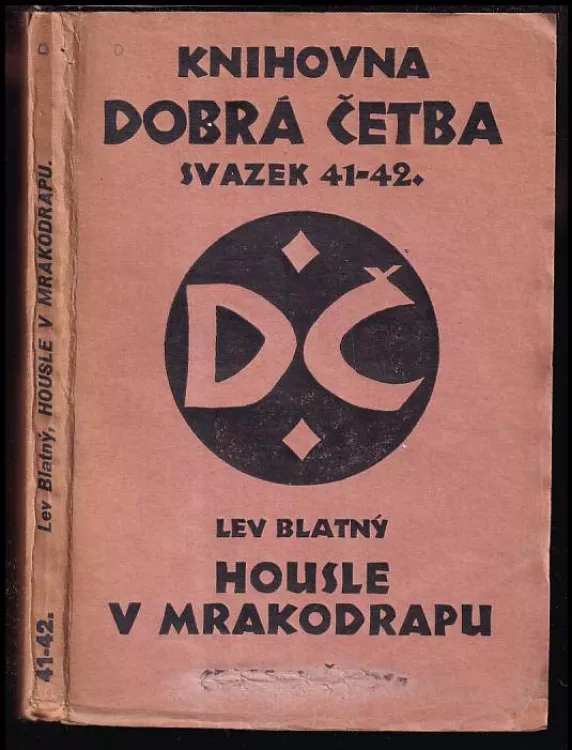 KNIHOVNA
DOBRÁ ČETBA
SVAZEK 41-42.
DČ
LEV BLATNÝ
HOUSLE
V MRAKODRAPU
Lev Blatný, HOUSLE V MRAKODRAPU.
41-42.